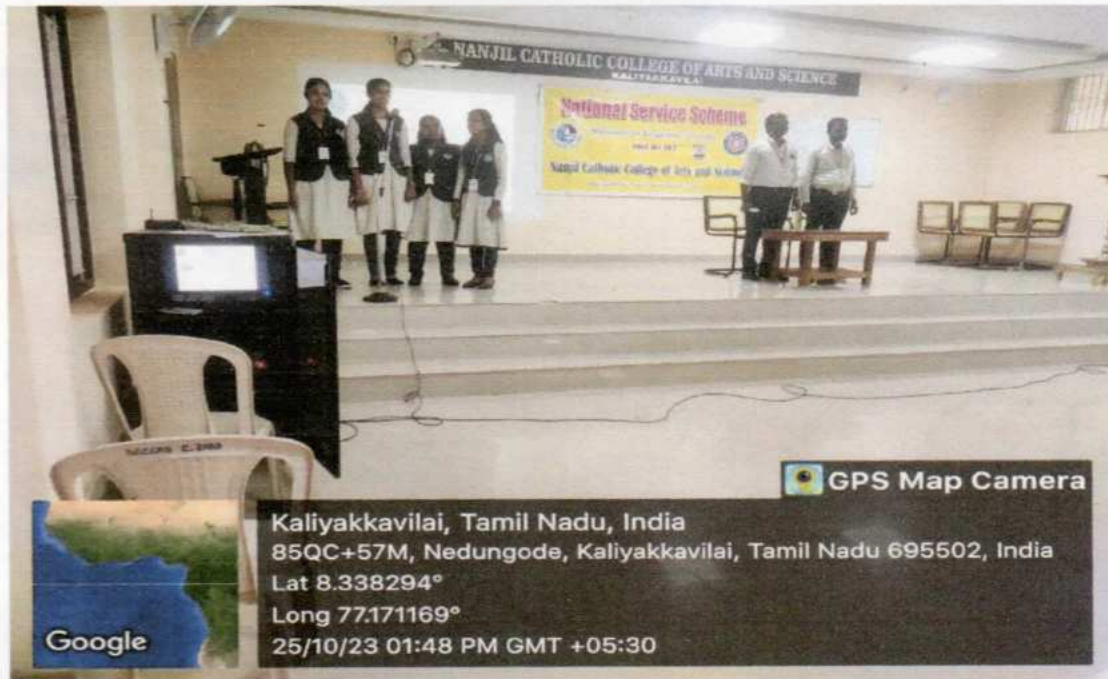 NANJIL CATHOLIC COLLEGE OF ARTS AND SCIENCE
KALIYAKKAVILAI
National Service Scheme
Nanjil Catholic College of Arts and Science
GPS Map Camera
Kaliyakkavilai, Tamil Nadu, India
85QC+57M, Nedungode, Kaliyakkavilai, Tamil Nadu 695502, India
Lat 8.338294°
Long 77.171169°
25/10/23 01:48 PM GMT +05:30
Google